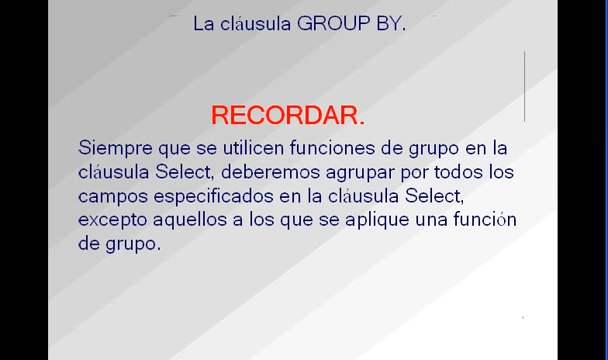 La cláusula GROUP BY.
RECORDAR.
Siempre que se utilicen funciones de grupo en la
cláusula Select, deberemos agrupar por todos los
campos especificados en la cláusula Select,
excepto aquellos a los que se aplique una función
de grupo.